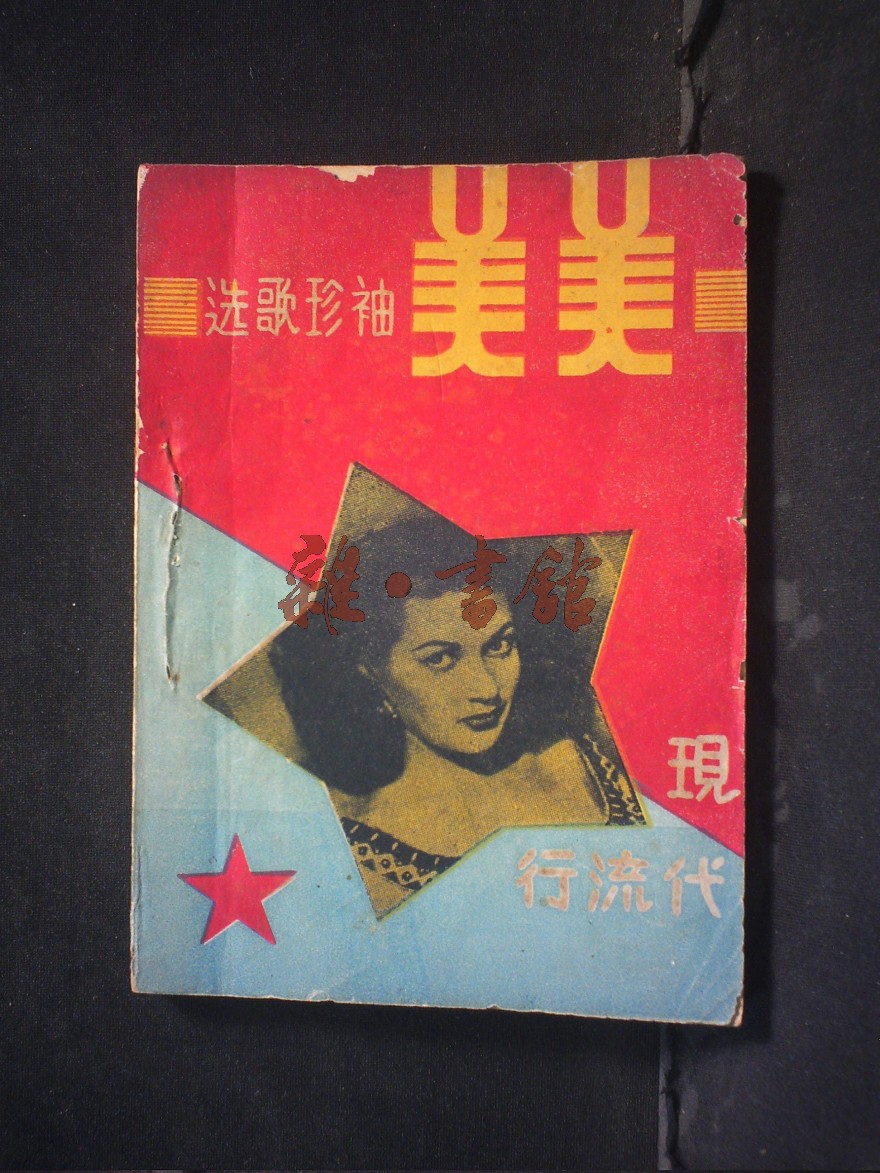 美美
袖珍歌选
雜·書館
現
代流行